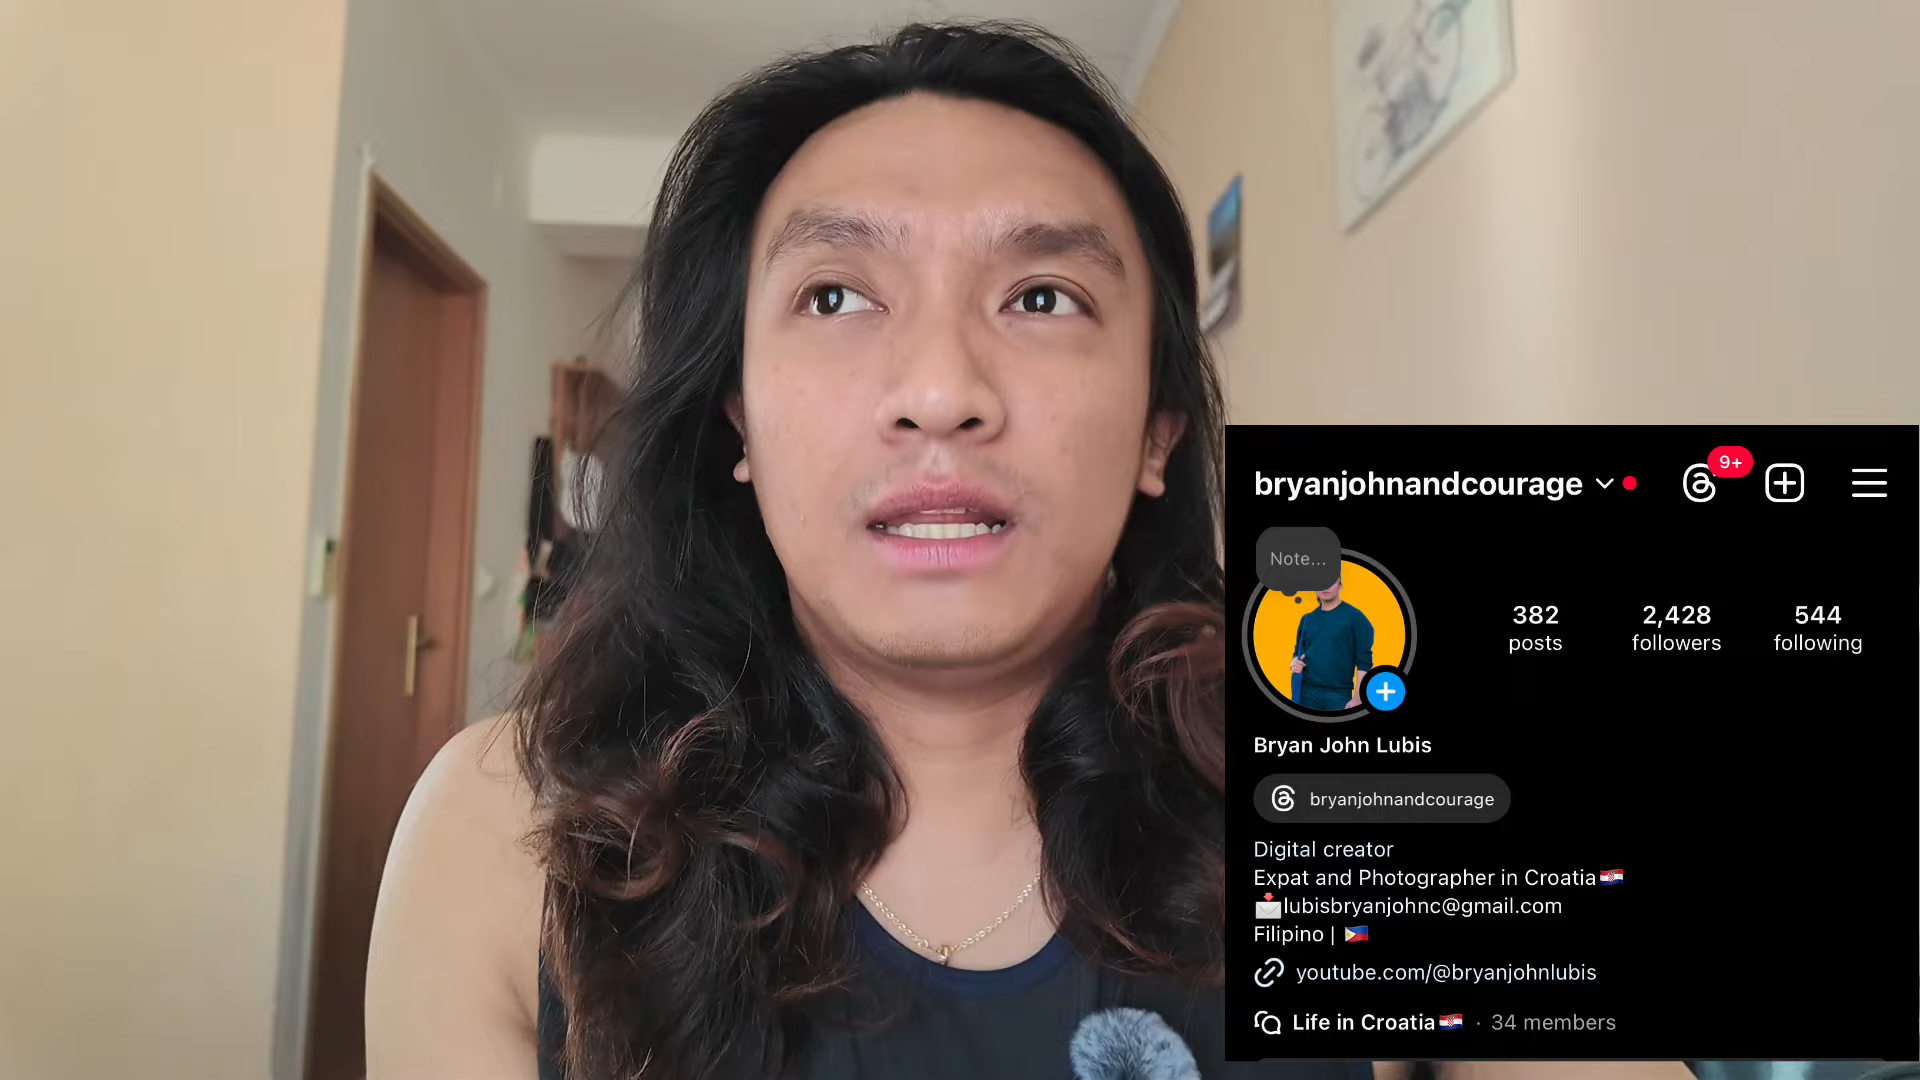 bryanjohnandcourage
9+
Note...
382 2,428 544
posts followers following
Bryan John Lubis
bryanjohnandcourage
Digital creator
Expat and Photographer in Croatia🇭🇷
📩lubisbryanjohnc@gmail.com
Filipino | 🇵🇭
youtube.com/@bryanjohnlubis
Life in Croatia🇭🇷 · 34 members